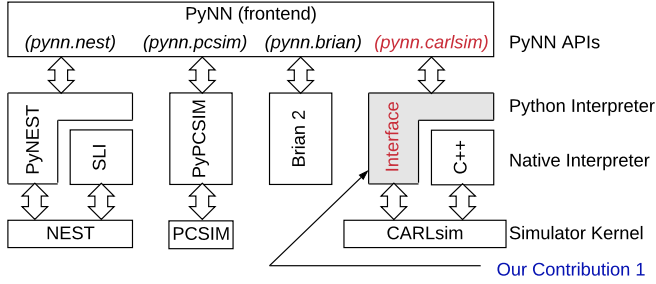 PyNN (frontend)
(pynn.nest) (pynn.pcsim) (pynn.brian) (pynn.carlsim) PyNN APIs
PyNEST SLI PyPCSIM Brian 2 Interface C++
Python Interpreter
Native Interpreter
NEST PCSIM CARLsim Simulator Kernel
Our Contribution 1